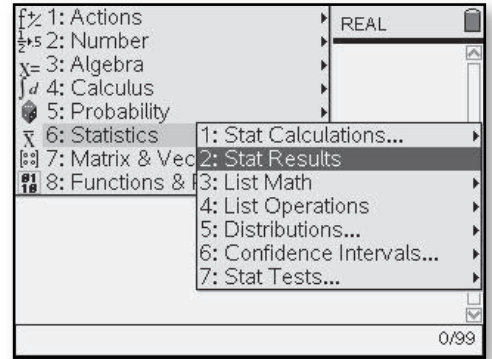 1: Actions
REAL
2: Number
3: Algebra
4: Calculus
5: Probability
6: Statistics
1: Stat Calculations...
7: Matrix & Vec
2: Stat Results
8: Functions &
3: List Math
4: List Operations
5: Distributions...
6: Confidence Intervals...
7: Stat Tests...
0/99